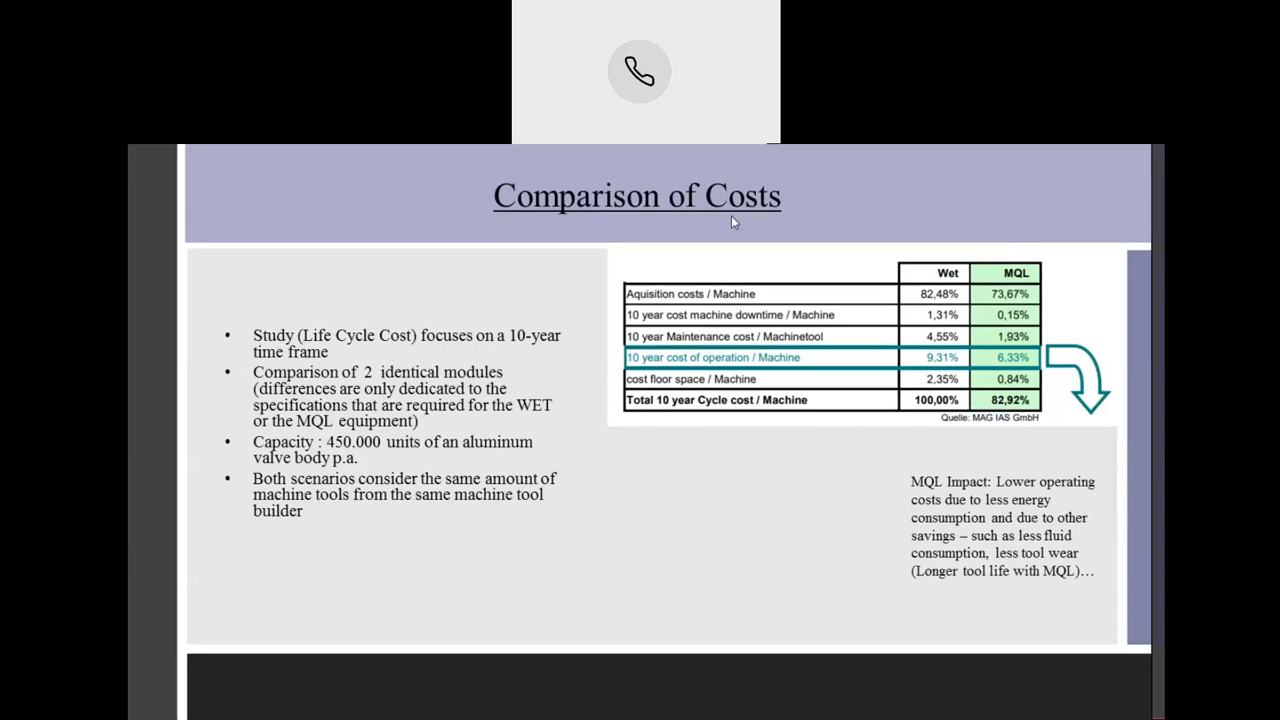 Comparison of Costs
• Study (Life Cycle Cost) focuses on a 10-year
time frame
• Comparison of 2 identical modules
(differences are only dedicated to the
specifications that are required for the WET
or the MQL equipment)
• Capacity : 450.000 units of an aluminum
valve body p.a.
• Both scenarios consider the same amount of
machine tools from the same machine tool
builder
Wet MQL
Aquisition costs / Machine 82,48% 73,67%
10 year cost machine downtime / Machine 1,31% 0,15%
10 year Maintenance cost / Machinetool 4,55% 1,93%
10 year cost of operation / Machine 9,31% 6,33%
cost floor space / Machine 2,35% 0,84%
Total 10 year Cycle cost / Machine 100,00% 82,92%
Quelle: MAG IAS GmbH
MQL Impact: Lower operating
costs due to less energy
consumption and due to other
savings – such as less fluid
consumption, less tool wear
(Longer tool life with MQL)…